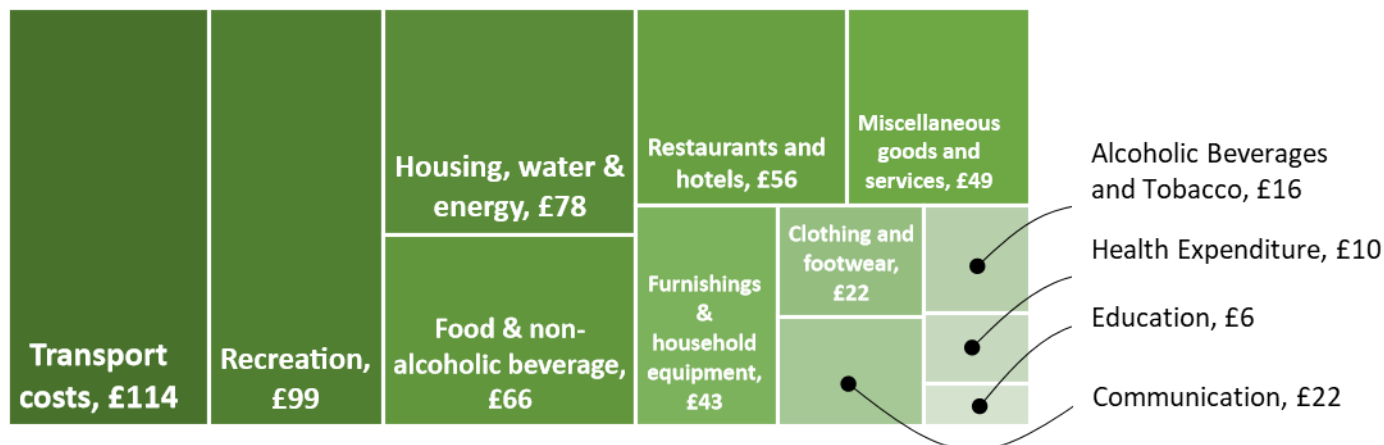 Transport
costs, £114
Recreation,
£99
Housing, water &
energy, £78
Food & non-
alcoholic beverage,
£66
Restaurants and
hotels, £56
Miscellaneous
goods and
services, £49
Furnishings
&
household
equipment,
£43
Clothing and
footwear,
£22
Alcoholic Beverages
and Tobacco, £16
Health Expenditure, £10
Education, £6
Communication, £22